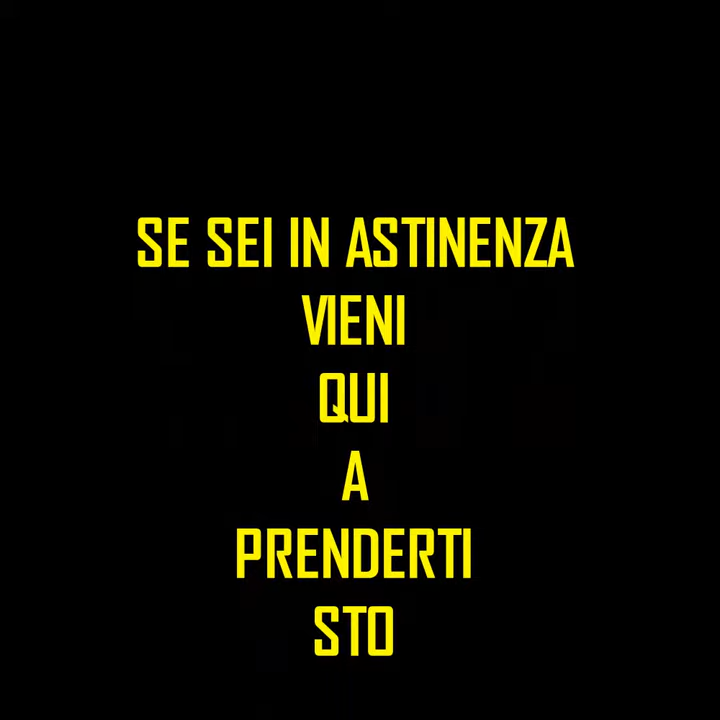 SE SEI IN ASTINENZA
VIENI
QUI
A
PRENDERTI
STO